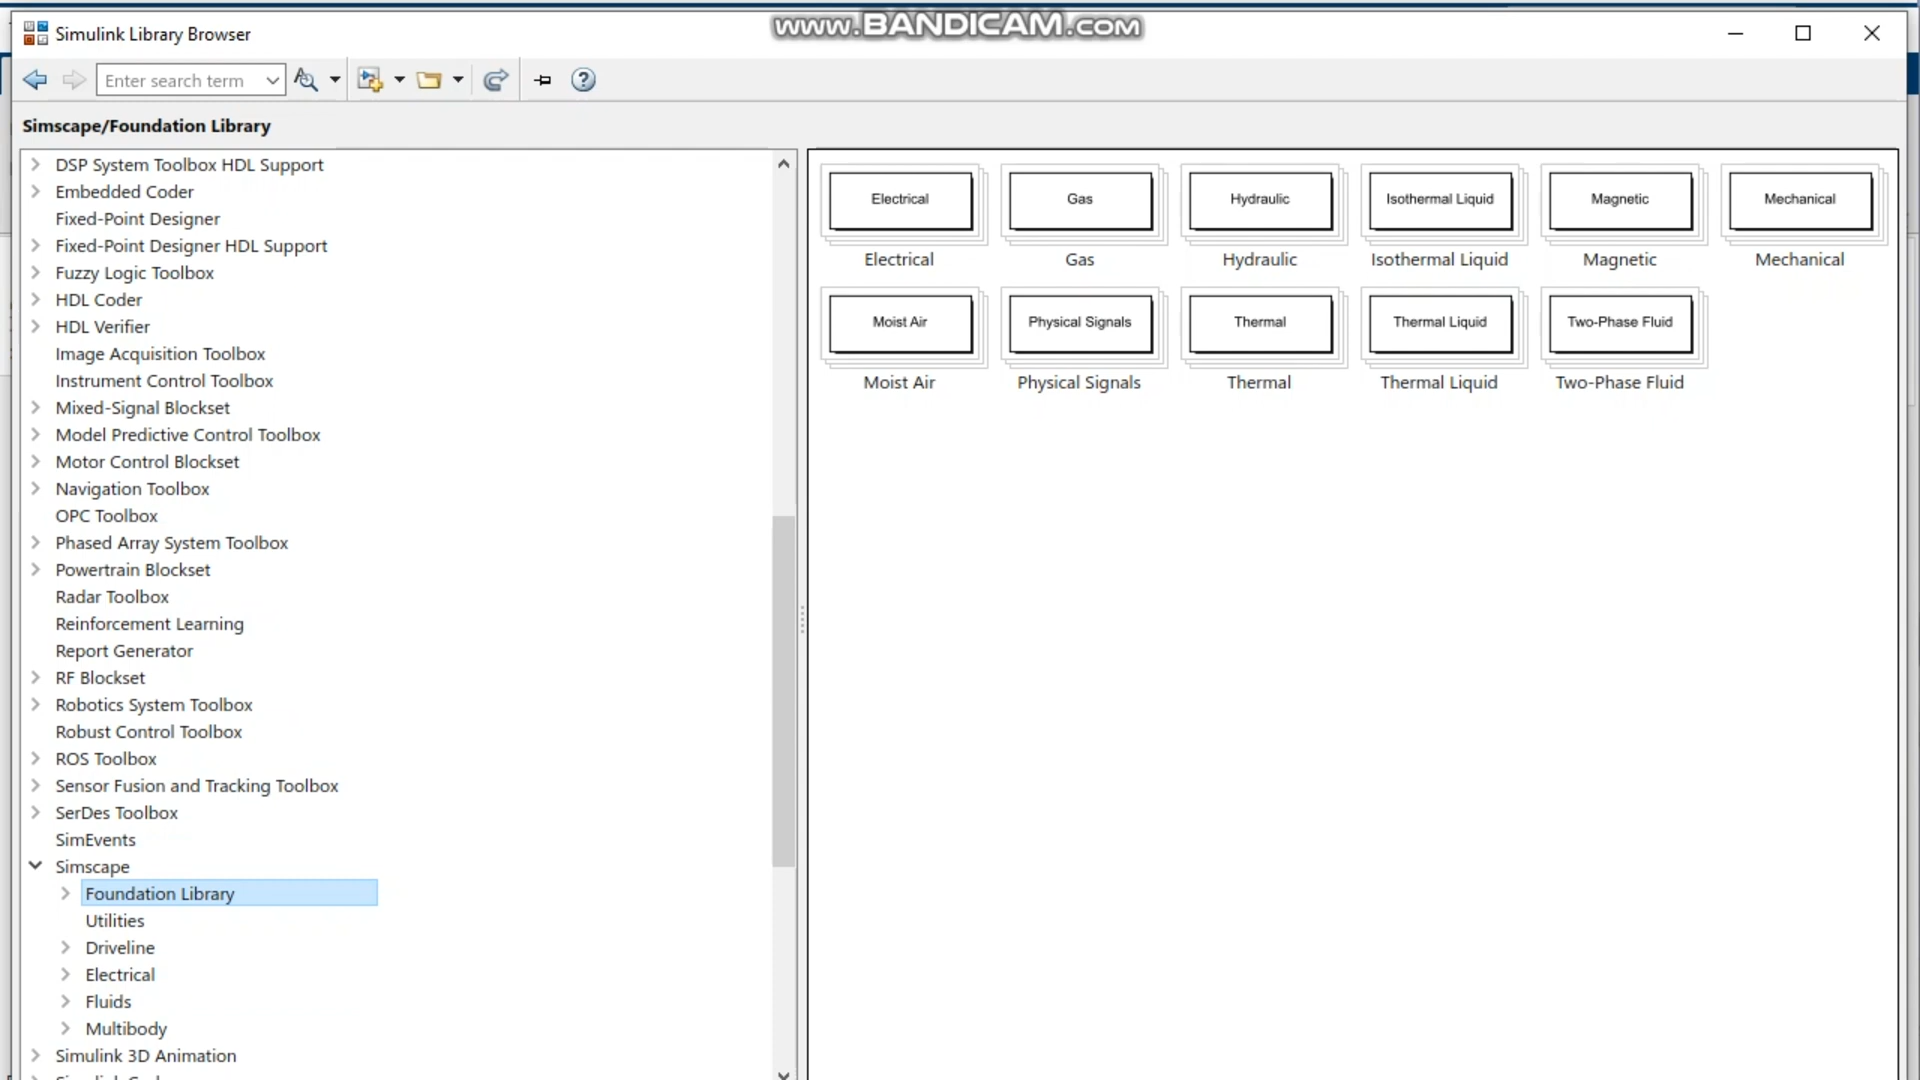 Simulink Library Browser
www.BANDICAM.com
Enter search term
Simscape/Foundation Library
DSP System Toolbox HDL Support
Embedded Coder
Fixed-Point Designer
Fixed-Point Designer HDL Support
Fuzzy Logic Toolbox
HDL Coder
HDL Verifier
Image Acquisition Toolbox
Instrument Control Toolbox
Mixed-Signal Blockset
Model Predictive Control Toolbox
Motor Control Blockset
Navigation Toolbox
OPC Toolbox
Phased Array System Toolbox
Powertrain Blockset
Radar Toolbox
Reinforcement Learning
Report Generator
RF Blockset
Robotics System Toolbox
Robust Control Toolbox
ROS Toolbox
Sensor Fusion and Tracking Toolbox
SerDes Toolbox
SimEvents
Simscape
Foundation Library
Utilities
Driveline
Electrical
Fluids
Multibody
Simulink 3D Animation
Electrical Gas Hydraulic Isothermal Liquid Magnetic Mechanical
Electrical Gas Hydraulic Isothermal Liquid Magnetic Mechanical
Moist Air Physical Signals Thermal Thermal Liquid Two-Phase Fluid
Moist Air Physical Signals Thermal Thermal Liquid Two-Phase Fluid